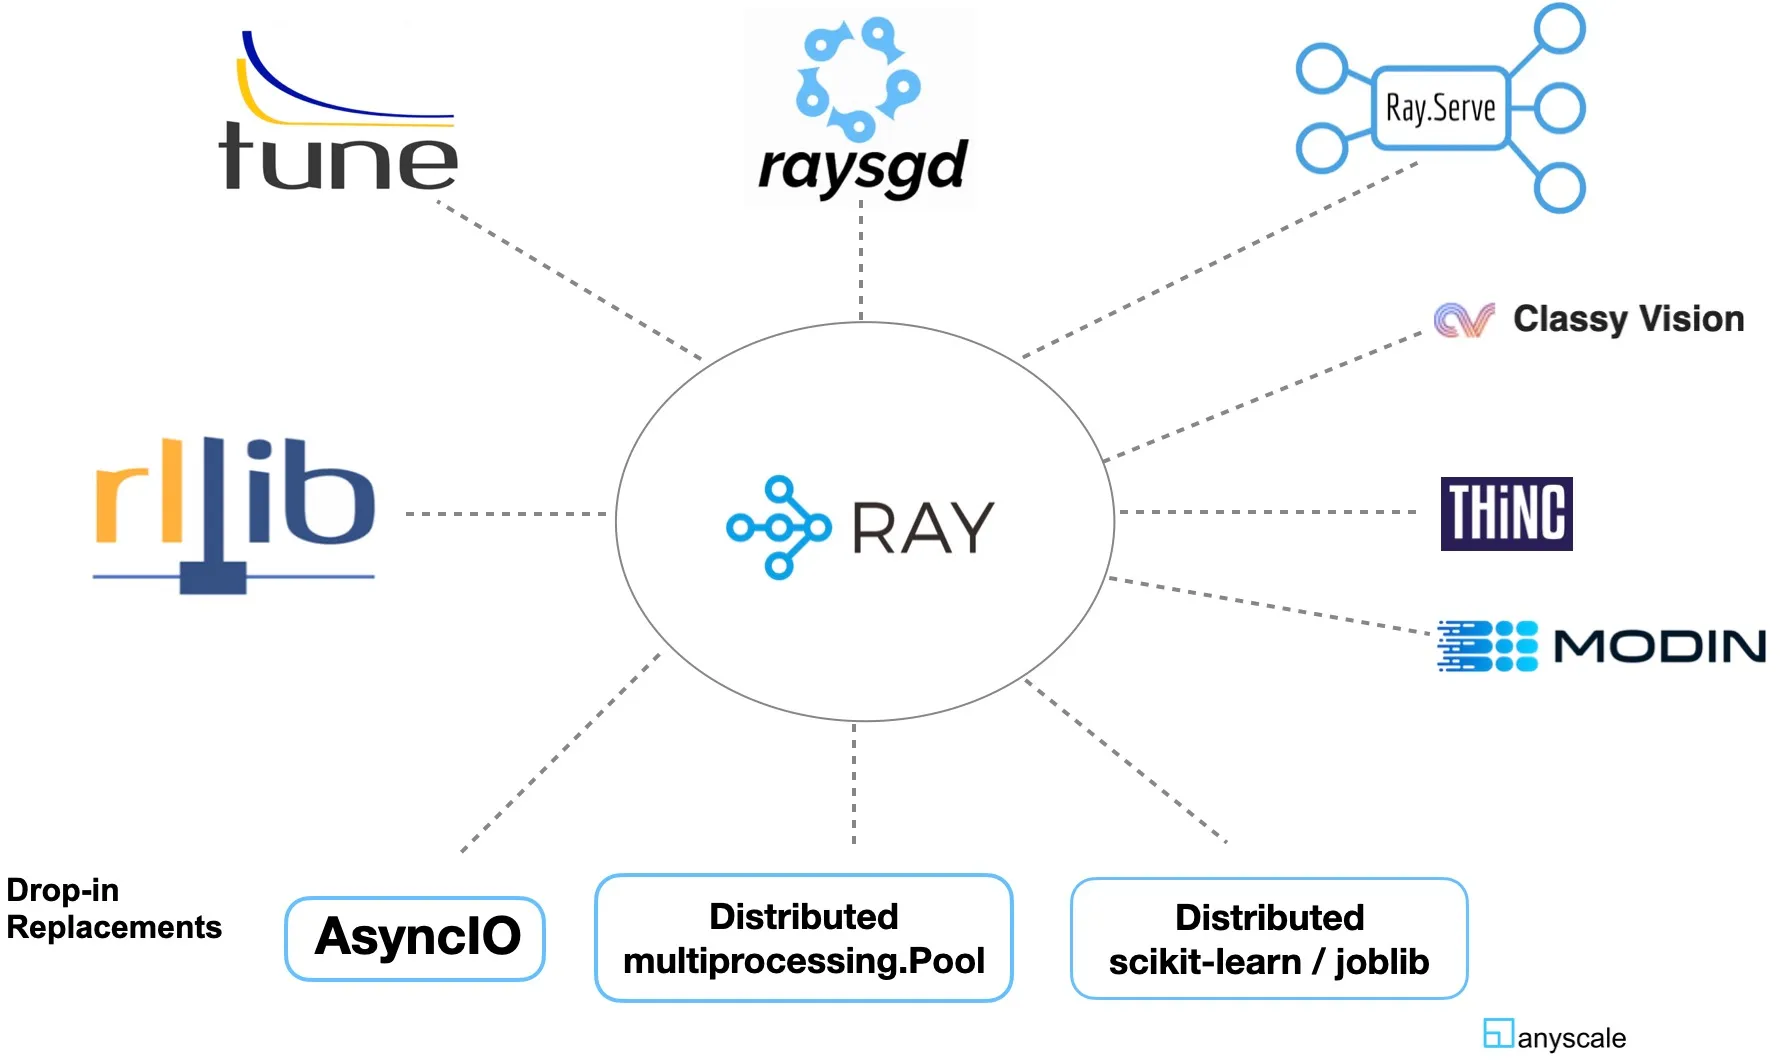 tune
raysgd
Ray.Serve
Classy Vision
rllib
RAY
THiNC
MODIN
Drop-in
Replacements
AsyncIO
Distributed
multiprocessing.Pool
Distributed
scikit-learn / joblib
anyscale